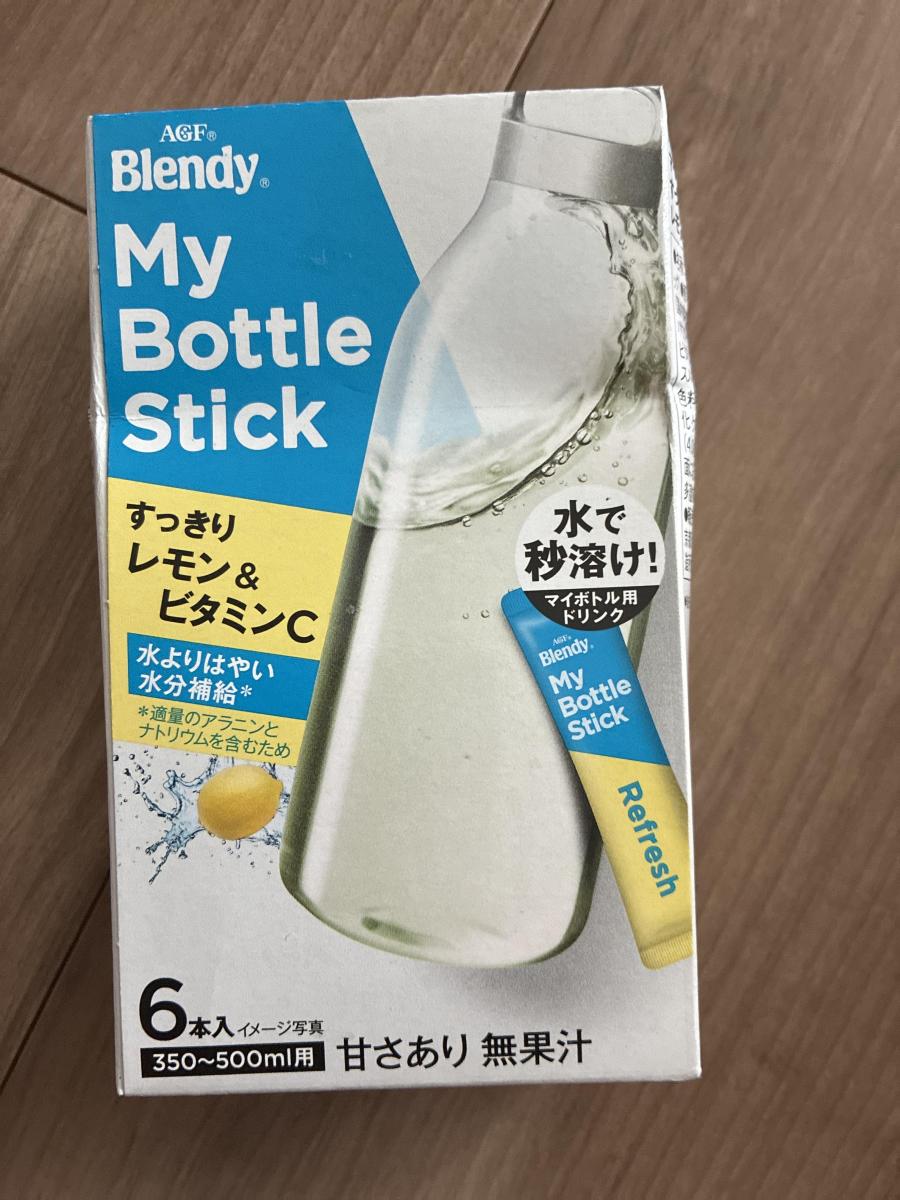 AGF®
Blendy®
My
Bottle
Stick
すっきり
レモン&
ビタミンC
水よりはやい
水分補給*
*適量のアラニンと
ナトリウムを含むため
水で
秒溶け!
マイボトル用
ドリンク
AGF®
Blendy®
My
Bottle
Stick
Refresh
6本入 イメージ写真
350~500ml用
甘さあり 無果汁